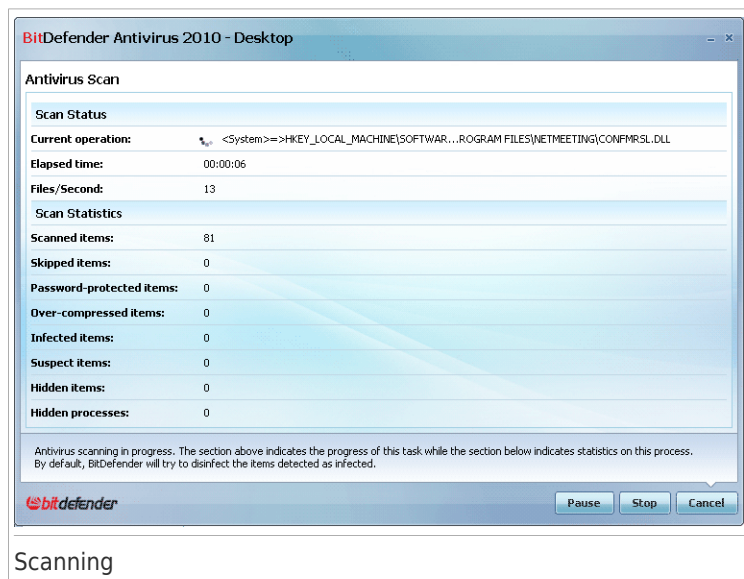 BitDefender Antivirus 2010 - Desktop
Antivirus Scan
Scan Status
Current operation: <System>=>HKEY_LOCAL_MACHINE\SOFTWAR...ROGRAM FILES\NETMEETING\CONFMRSL.DLL
Elapsed time: 00:00:06
Files/Second: 13
Scan Statistics
Scanned items: 81
Skipped items: 0
Password-protected items: 0
Over-compressed items: 0
Infected items: 0
Suspect items: 0
Hidden items: 0
Hidden processes: 0
Antivirus scanning in progress. The section above indicates the progress of this task while the section below indicates statistics on this process.
By default, BitDefender will try to disinfect the items detected as infected.
bitdefender Pause Stop Cancel
Scanning